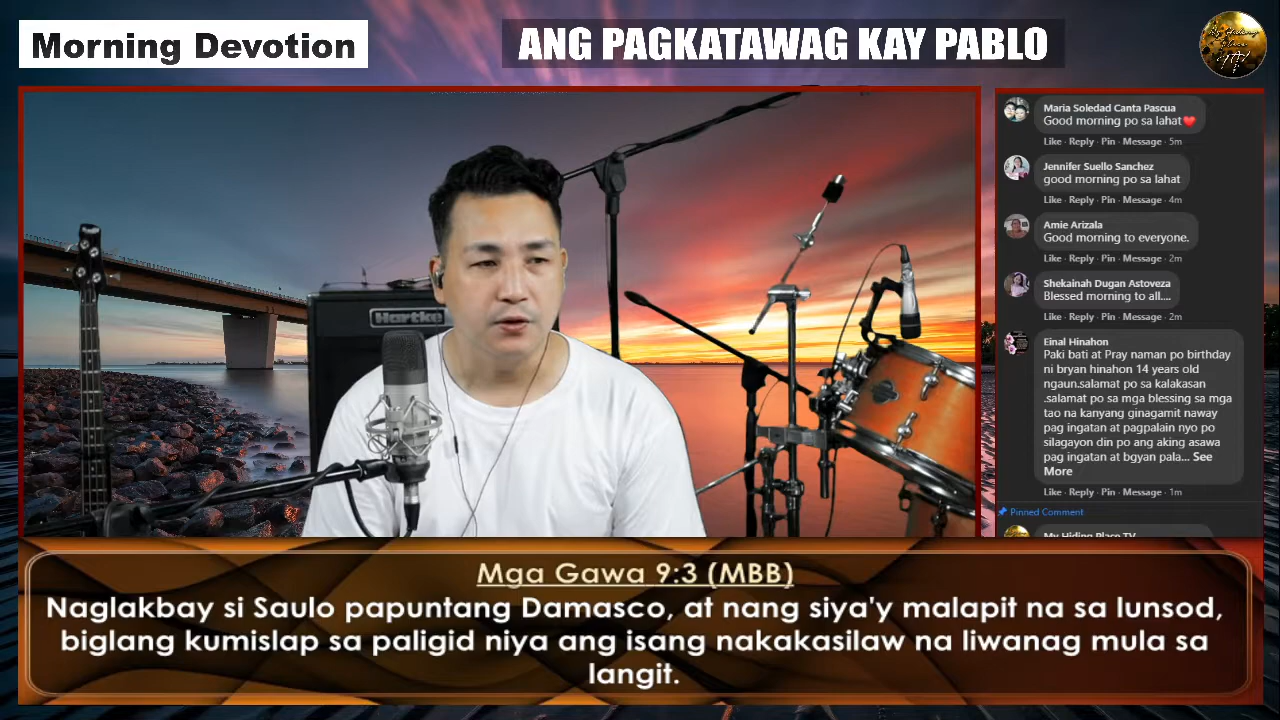 Morning Devotion
ANG PAGKATAWAG KAY PABLO
Hartke
Maria Soledad Canta Pascua
Good morning po sa lahat❤️
Like · Reply · Pin · Message · 5m
Jennifer Suello Sanchez
good morning po sa lahat
Like · Reply · Pin · Message · 4m
Amie Arizala
Good morning to everyone.
Like · Reply · Pin · Message · 2m
Shekainah Dugan Astoveza
Blessed morning to all....
Like · Reply · Pin · Message · 2m
Einal Hinahon
Paki bati at Pray naman po birthday
ni bryan hinahon 14 years old
ngaun.salamat po sa kalakasan
.salamat po sa mga blessing sa mga
tao na kanyang ginagamit naway
pag ingatan at pagpalain nyo po
silagayon din po ang aking asawa
pag ingatan at bgyan pala... See
More
Like · Reply · Pin · Message · 1m
Pinned Comment
My Hiding Place TV
Mga Gawa 9:3 (MBB)
Naglakbay si Saulo papuntang Damasco, at nang siya'y malapit na sa lunsod,
biglang kumislap sa paligid niya ang isang nakakasilaw na liwanag mula sa
langit.